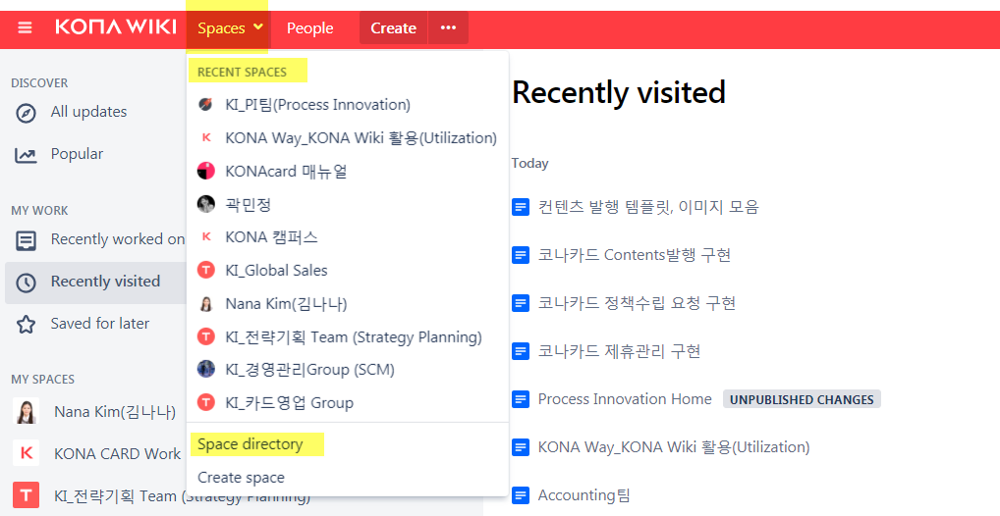 KONA WIKI
Spaces
People
Create
DISCOVER
All updates
Popular
MY WORK
Recently worked on
Recently visited
Saved for later
MY SPACES
Nana Kim(김나나)
KONA CARD Work
KI_전략기획 Team (Strategy Planning)
RECENT SPACES
KI_PI팀(Process Innovation)
KONA Way_KONA Wiki 활용(Utilization)
KONAcard 매뉴얼
곽민정
KONA 캠퍼스
KI_Global Sales
Nana Kim(김나나)
KI_전략기획 Team (Strategy Planning)
KI_경영관리Group (SCM)
KI_카드영업 Group
Space directory
Create space
Recently visited
Today
컨텐츠 발행 템플릿, 이미지 모음
코나카드 Contents발행 구현
코나카드 정책수립 요청 구현
코나카드 제휴관리 구현
Process Innovation Home UNPUBLISHED CHANGES
KONA Way_KONA Wiki 활용(Utilization)
Accounting팀